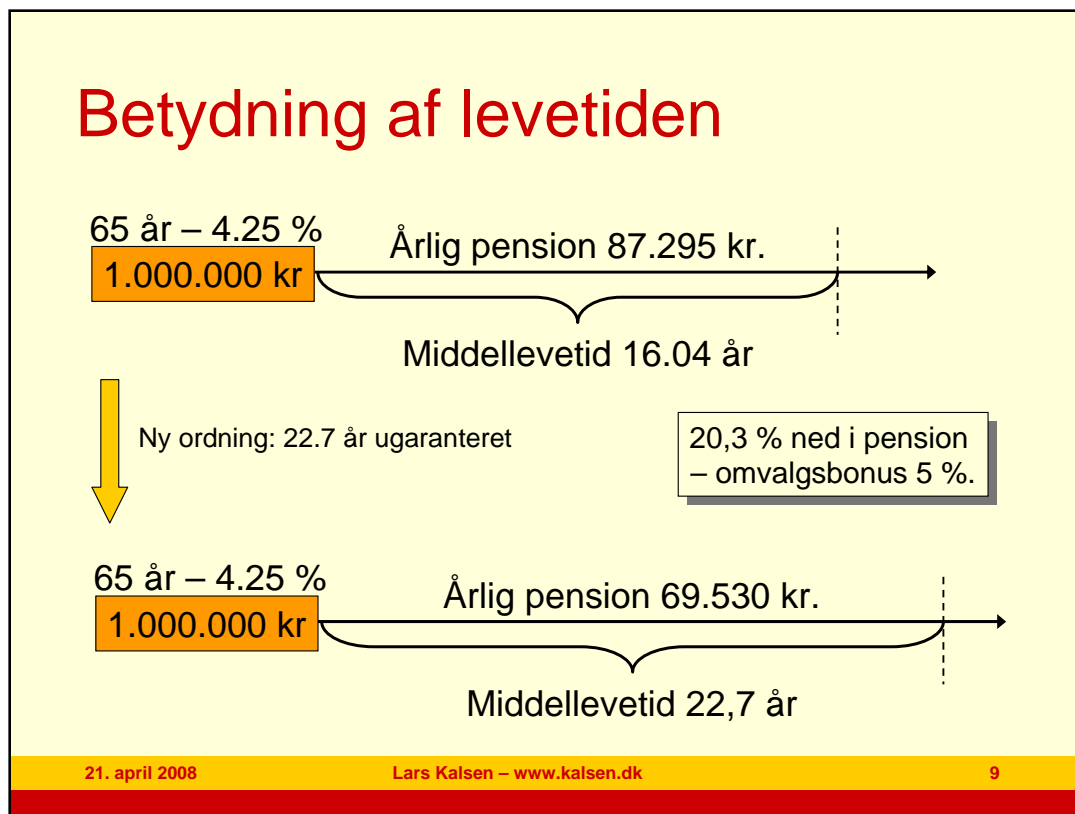 Betydning af levetiden
65 år – 4.25 %
1.000.000 kr
Årlig pension 87.295 kr.
Middellevetid 16.04 år
Ny ordning: 22.7 år ugaranteret
20,3 % ned i pension
– omvalgsbonus 5 %.
65 år – 4.25 %
1.000.000 kr
Årlig pension 69.530 kr.
Middellevetid 22,7 år
21. april 2008
Lars Kalsen – www.kalsen.dk
9